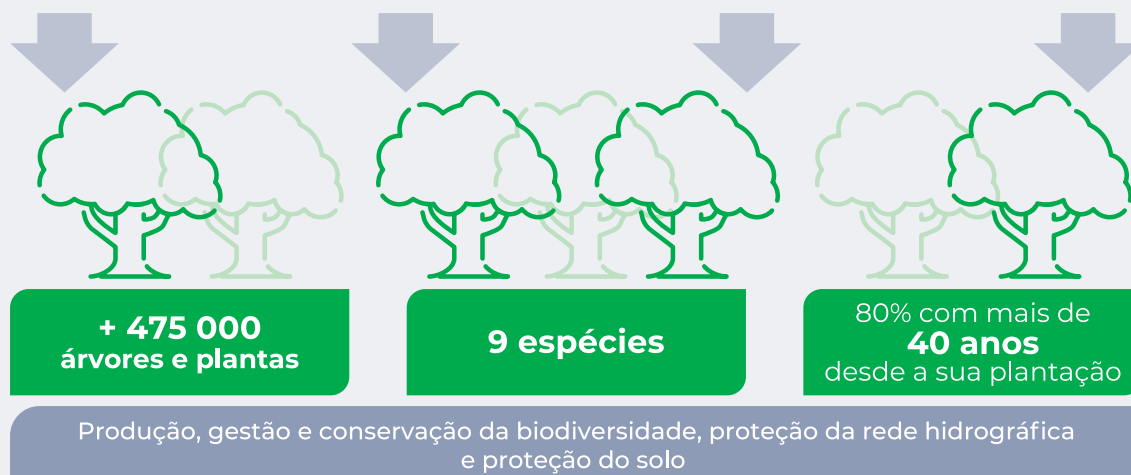 + 475 000
árvores e plantas
9 espécies
80% com mais de
40 anos
desde a sua plantação
Produção, gestão e conservação da biodiversidade, proteção da rede hidrográfica
e proteção do solo